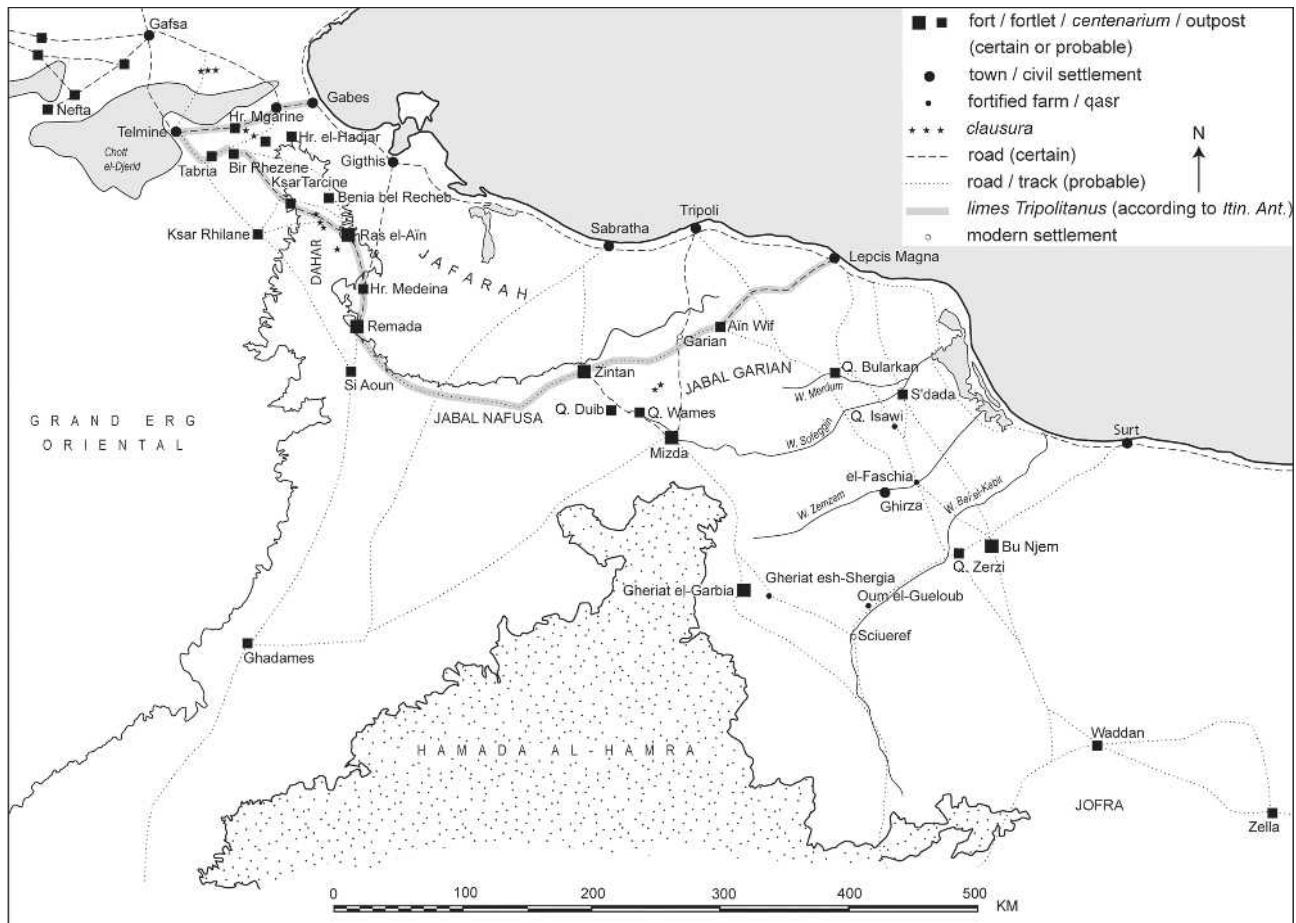 Gafsa
Nefta
Telmine
Chott
el-Djerid
Hr. Mgarine
Gabes
Hr. el-Hadjar
Tabria
Bir Rhezene
Gigthis
KsarTarcine
Benia bel Recheb
Ksar Rhilane
DAHAR
Ras el-Aïn
JAFARAH
Hr. Medeina
Remada
Si Aoun
Sabratha
Tripoli
Lepcis Magna
Aïn Wif
Garian
Zintan
JABAL GARIAN
JABAL NAFUSA
Q. Duib
Q. Wames
Mizda
Q. Bularkan
W. Merdum
S'dada
W. Sofeggin
Q. Isawi
Surt
el-Faschia
W. Zemzem
Ghirza
W. Bei el-Kebir
Bu Njem
Q. Zerzi
GRAND ERG
ORIENTAL
Gheriat el-Garbia
Gheriat esh-Shergia
Oum el-Gueloub
Sciueref
Ghadames
HAMADA AL-HAMRA
Waddan
JOFRA
Zella
fort / fortlet / centenarium / outpost
(certain or probable)
town / civil settlement
fortified farm / qasr
clausura
road (certain)
road / track (probable)
limes Tripolitanus (according to Itin. Ant.)
modern settlement
N
0 100 200 300 400 500
KM